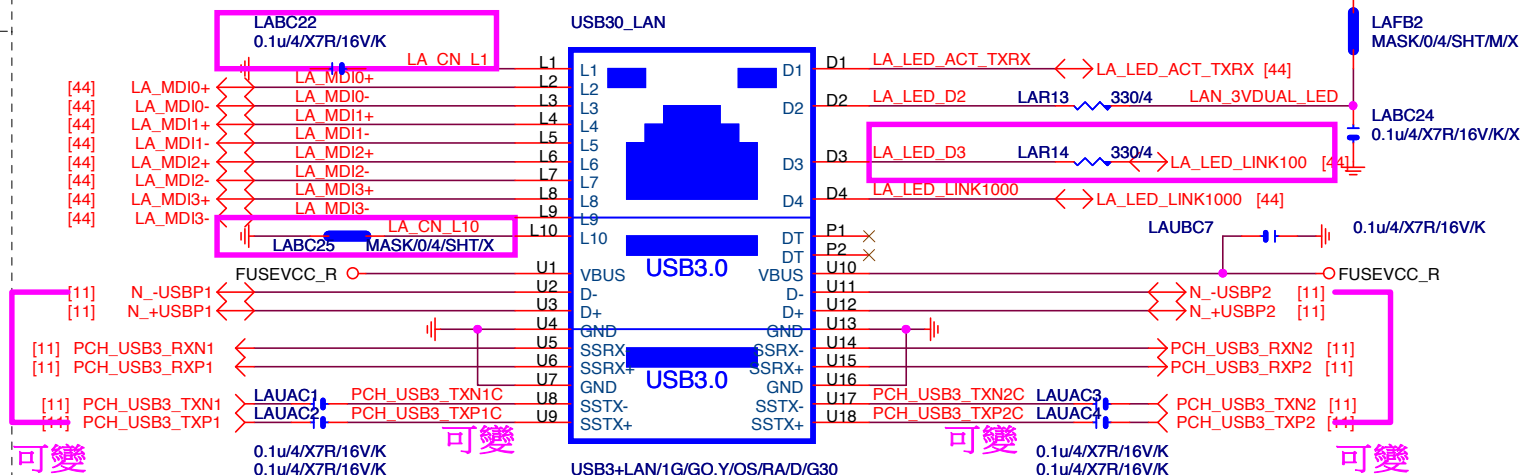 LABC22
0.1u/4/X7R/16V/K
USB30_LAN
LAFB2
MASK/0/4/SHT/M/X
LA_CN_L1
L1
L1
D1
D1
LA_LED_ACT_TXRX
LA_LED_ACT_TXRX [44]
[44] LA_MDI0+
LA_MDI0+
L2
L2
[44] LA_MDI0-
LA_MDI0-
L3
L3
D2
D2
LA_LED_D2
LAR13
330/4
LAN_3VDUAL_LED
[44] LA_MDI1+
LA_MDI1+
L4
L4
LABC24
0.1u/4/X7R/16V/K/X
[44] LA_MDI1-
LA_MDI1-
L5
L5
[44] LA_MDI2+
LA_MDI2+
L6
L6
D3
D3
LA_LED_D3
LAR14
330/4
LA_LED_LINK100 [44]
[44] LA_MDI2-
LA_MDI2-
L7
L7
[44] LA_MDI3+
LA_MDI3+
L8
L8
D4
D4
LA_LED_LINK1000
LA_LED_LINK1000 [44]
[44] LA_MDI3-
LA_MDI3-
L9
L9
LA_CN_L10
L10
L10
LABC25
MASK/0/4/SHT/X
DT
P1
DT
P2
LAUBC7
0.1u/4/X7R/16V/K
FUSEVCC_R
U1
VBUS
USB3.0
VBUS
U10
FUSEVCC_R
[11] N_-USBP1
U2
D-
D-
U11
N_-USBP2 [11]
[11] N_+USBP1
U3
D+
D+
U12
N_+USBP2 [11]
U4
GND
GND
U13
[11] PCH_USB3_RXN1
U5
SSRX-
SSRX-
U14
PCH_USB3_RXN2 [11]
[11] PCH_USB3_RXP1
U6
SSRX+
SSRX+
U15
PCH_USB3_RXP2 [11]
U7
GND
USB3.0
GND
U16
[11] PCH_USB3_TXN1
LAUAC1
PCH_USB3_TXN1C
U8
SSTX-
SSTX-
U17
PCH_USB3_TXN2C
LAUAC3
PCH_USB3_TXN2 [11]
[11] PCH_USB3_TXP1
LAUAC2
PCH_USB3_TXP1C
U9
SSTX+
SSTX+
U18
PCH_USB3_TXP2C
LAUAC4
PCH_USB3_TXP2 [11]
可變
可變
可變
可變
0.1u/4/X7R/16V/K
0.1u/4/X7R/16V/K
0.1u/4/X7R/16V/K
0.1u/4/X7R/16V/K
USB3+LAN/1G/GO.Y/OS/RA/D/G30